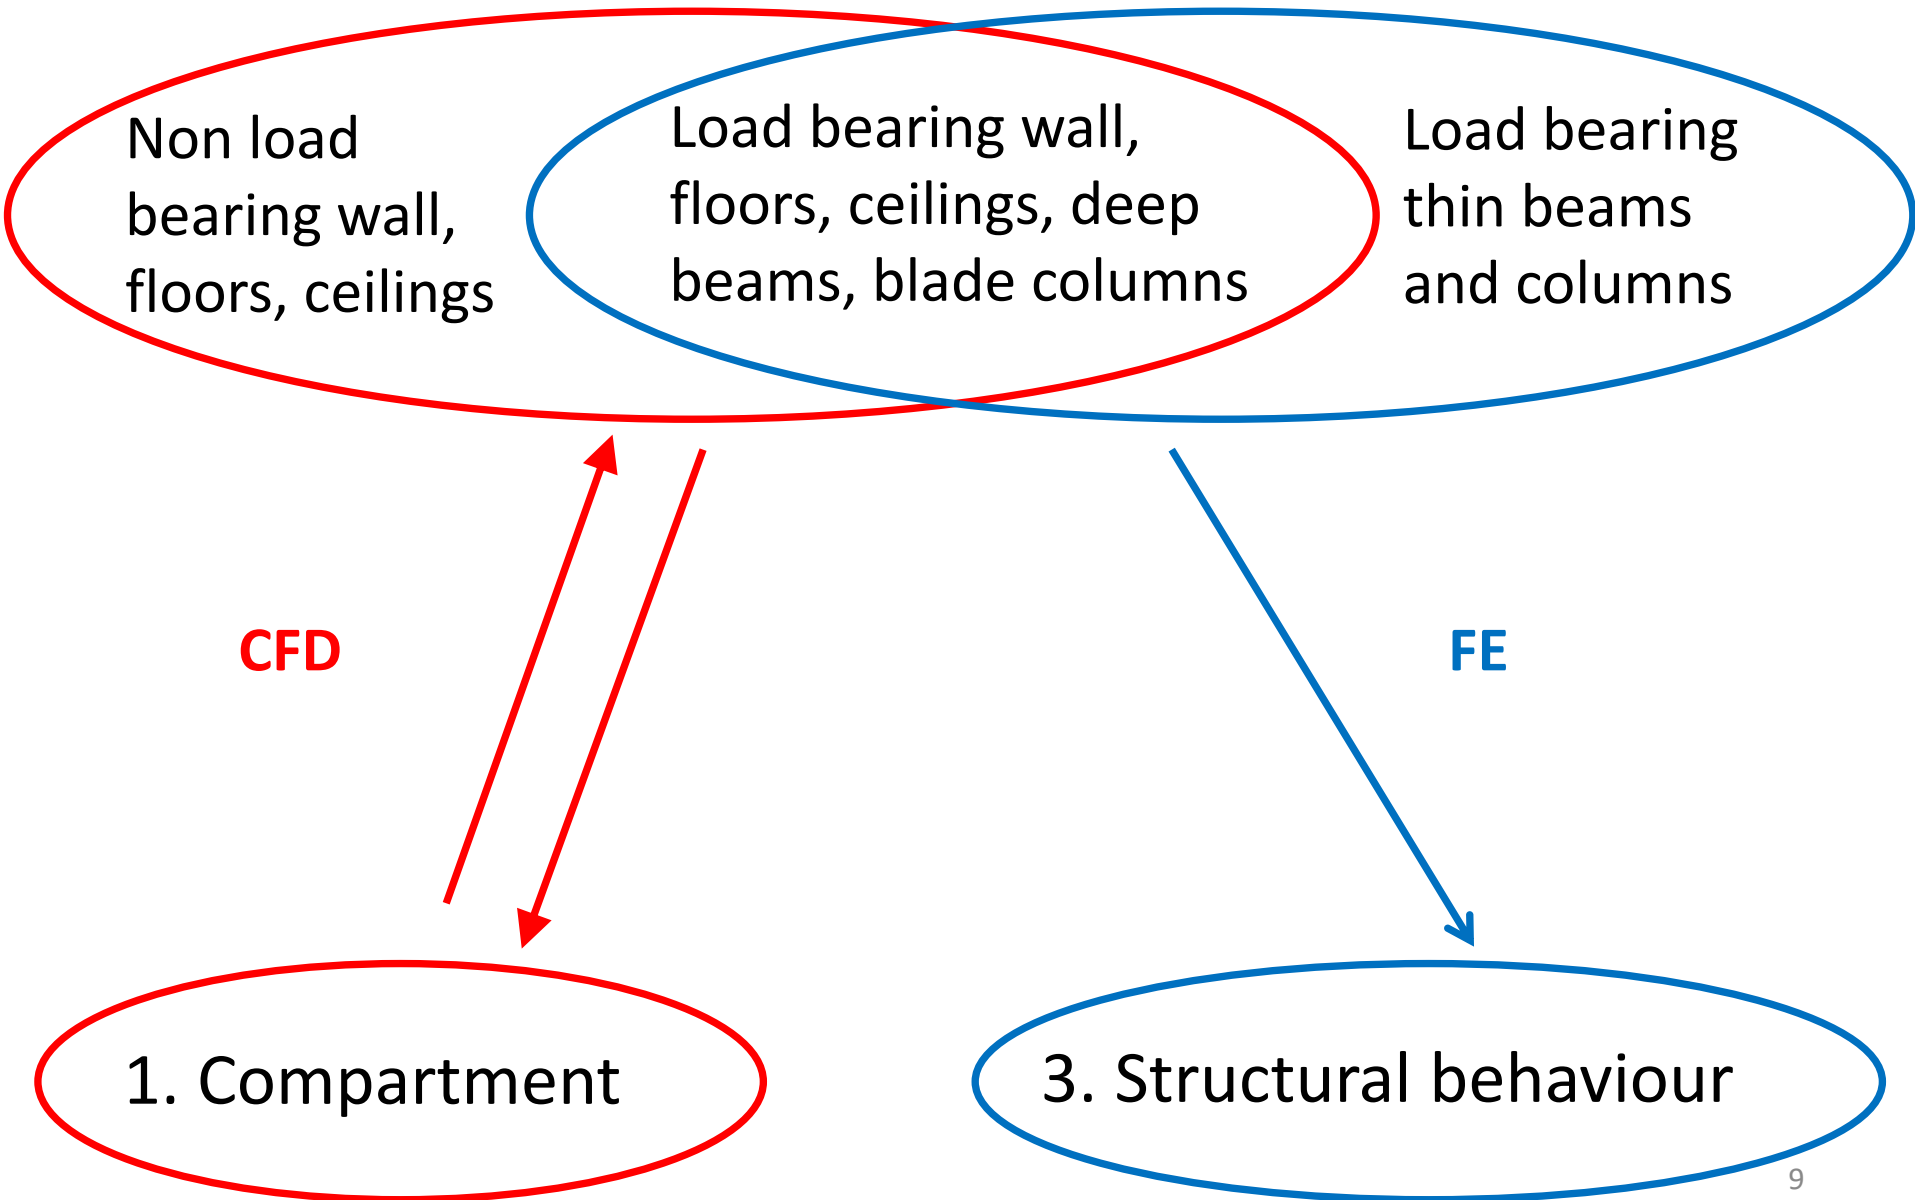 Non load
bearing wall,
floors, ceilings
Load bearing wall,
floors, ceilings, deep
beams, blade columns
Load bearing
thin beams
and columns
CFD
FE
1. Compartment
3. Structural behaviour
9